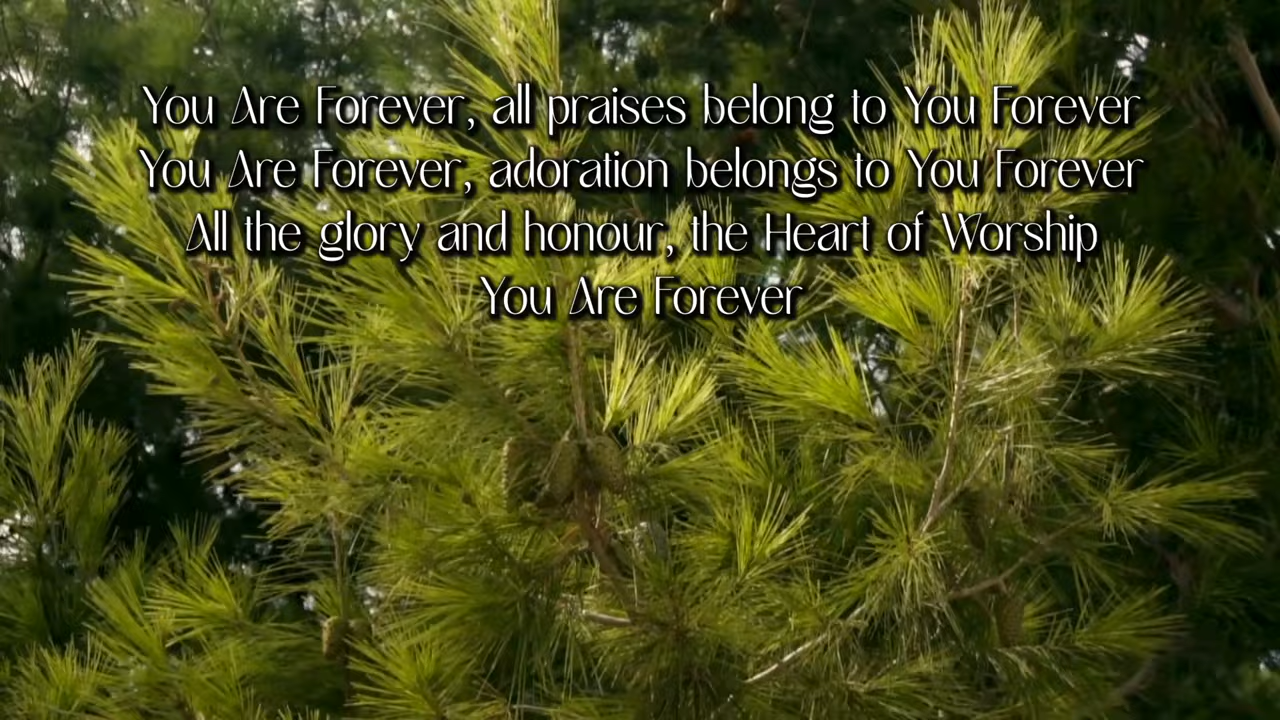 You Are Forever, all praises belong to You Forever
You Are Forever, adoration belongs to You Forever
All the glory and honour, the Heart of Worship
You Are Forever